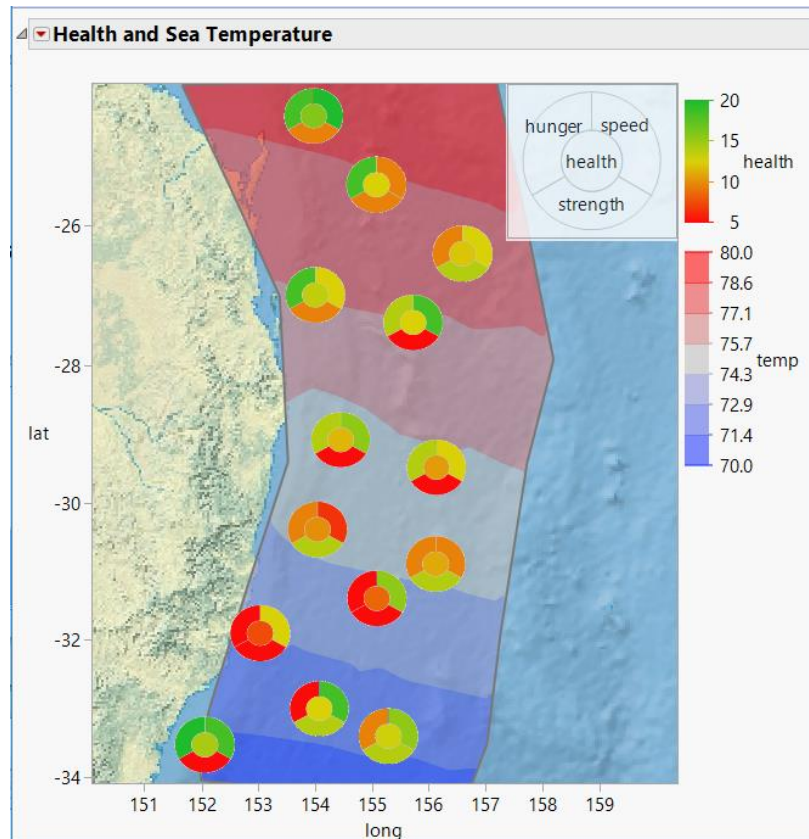 Health and Sea Temperature
hunger speed
health
strength
20
15
10
5
health
80.0
78.6
77.1
75.7
74.3
72.9
71.4
70.0
temp
-26
-28
lat
-30
-32
-34
151 152 153 154 155 156 157 158 159
long